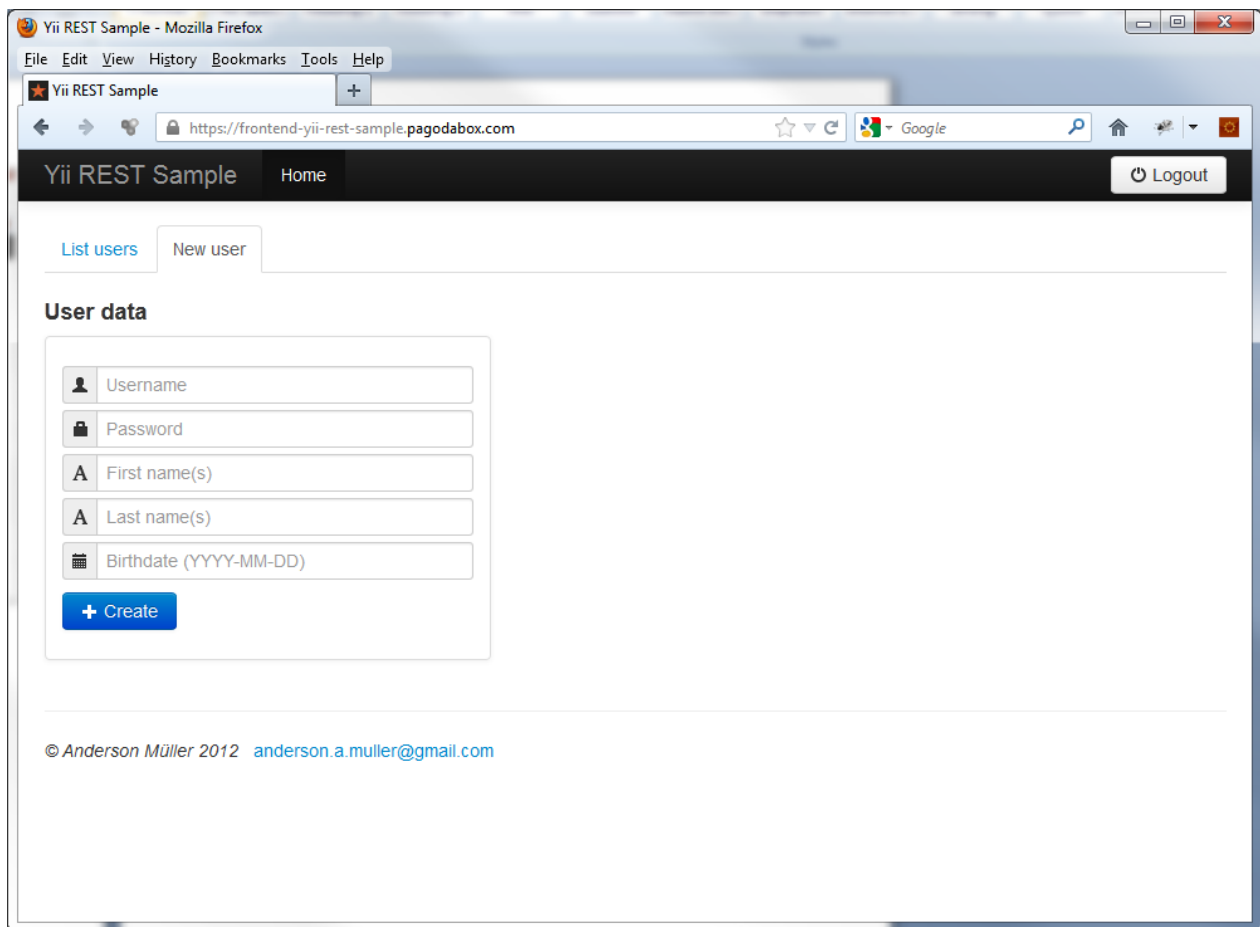 Yii REST Sample - Mozilla Firefox
File Edit View History Bookmarks Tools Help
Yii REST Sample
https://frontend-yii-rest-sample.pagodabox.com
Google
Yii REST Sample Home Logout
List users New user
User data
Username
Password
A First name(s)
A Last name(s)
Birthdate (YYYY-MM-DD)
+ Create
© Anderson Müller 2012 anderson.a.muller@gmail.com